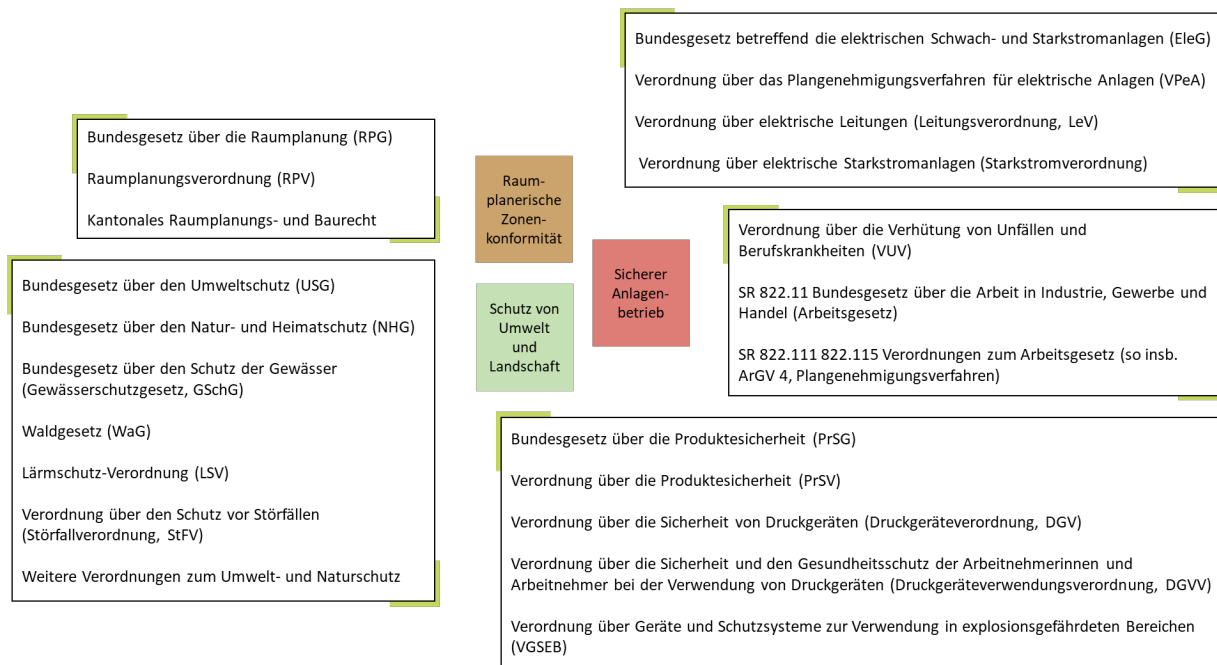 Bundesgesetz über die Raumplanung (RPG)
Raumplanungsverordnung (RPV)
Kantonales Raumplanungs- und Baurecht
Bundesgesetz über den Umweltschutz (USG)
Bundesgesetz über den Natur- und Heimatschutz (NHG)
Bundesgesetz über den Schutz der Gewässer
(Gewässerschutzgesetz, GSchG)
Waldgesetz (WaG)
Lärmschutz-Verordnung (LSV)
Verordnung über den Schutz vor Störfällen
(Störfallverordnung, StFV)
Weitere Verordnungen zum Umwelt- und Naturschutz
Raum-
planerische
Zonen-
konformität
Schutz von
Umwelt
und
Landschaft
Sicherer
Anlagen-
betrieb
Bundesgesetz betreffend die elektrischen Schwach- und Starkstromanlagen (EleG)
Verordnung über das Plangenehmigungsverfahren für elektrische Anlagen (VPeA)
Verordnung über elektrische Leitungen (Leitungsverordnung, LeV)
Verordnung über elektrische Starkstromanlagen (Starkstromverordnung)
Verordnung über die Verhütung von Unfällen und
Berufskrankheiten (VUV)
SR 822.11 Bundesgesetz über die Arbeit in Industrie, Gewerbe und
Handel (Arbeitsgesetz)
SR 822.111 822.115 Verordnungen zum Arbeitsgesetz (so insb.
ArGV 4, Plangenehmigungsverfahren)
Bundesgesetz über die Produktesicherheit (PrSG)
Verordnung über die Produktesicherheit (PrSV)
Verordnung über die Sicherheit von Druckgeräten (Druckgeräteverordnung, DGV)
Verordnung über die Sicherheit und den Gesundheitsschutz der Arbeitnehmerinnen und
Arbeitnehmer bei der Verwendung von Druckgeräten (Druckgeräteverwendungsverordnung, DGVV)
Verordnung über Geräte und Schutzsysteme zur Verwendung in explosionsgefährdeten Bereichen
(VGSEB)